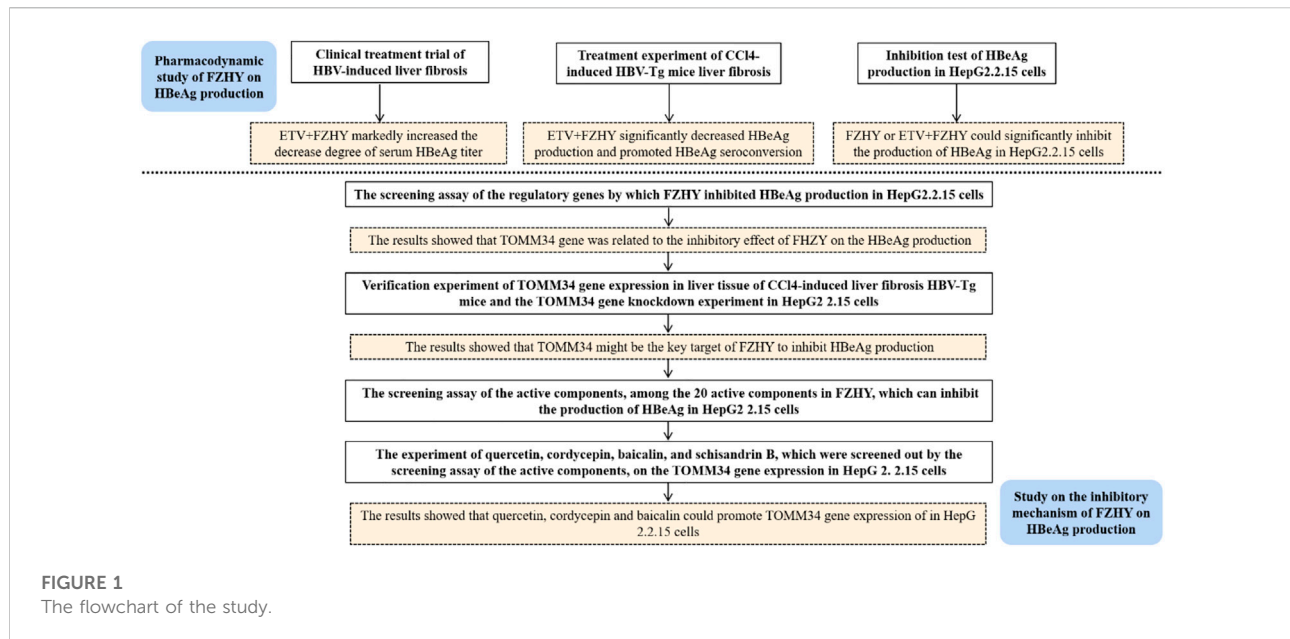 Pharmacodynamic
study of FZHY on
HBeAg production
Clinical treatment trial of
HBV-induced liver fibrosis
Treatment experiment of CCl4-
induced HBV-Tg mice liver fibrosis
Inhibition test of HBeAg
production in HepG2.2.15 cells
ETV+FZHY markedly increased the
decrease degree of serum HBeAg titer
ETV+FZHY significantly decreased HBeAg
production and promoted HBeAg seroconversion
FZHY or ETV+FZHY could significantly inhibit
the production of HBeAg in HepG2.2.15 cells
The screening assay of the regulatory genes by which FZHY inhibited HBeAg production in HepG2.2.15 cells
The results showed that TOMM34 gene was related to the inhibitory effect of FHZY on the HBeAg production
Verification experiment of TOMM34 gene expression in liver tissue of CCl4-induced liver fibrosis HBV-Tg
mice and the TOMM34 gene knockdown experiment in HepG2 2.15 cells
The results showed that TOMM34 might be the key target of FZHY to inhibit HBeAg production
The screening assay of the active components, among the 20 active components in FZHY, which can inhibit
the production of HBeAg in HepG2 2.15 cells
The experiment of quercetin, cordycepin, baicalin, and schisandrin B, which were screened out by the
screening assay of the active components, on the TOMM34 gene expression in HepG 2. 2.15 cells
The results showed that quercetin, cordycepin and baicalin could promote TOMM34 gene expression of in HepG
2.2.15 cells
Study on the inhibitory
mechanism of FZHY on
HBeAg production
FIGURE 1
The flowchart of the study.